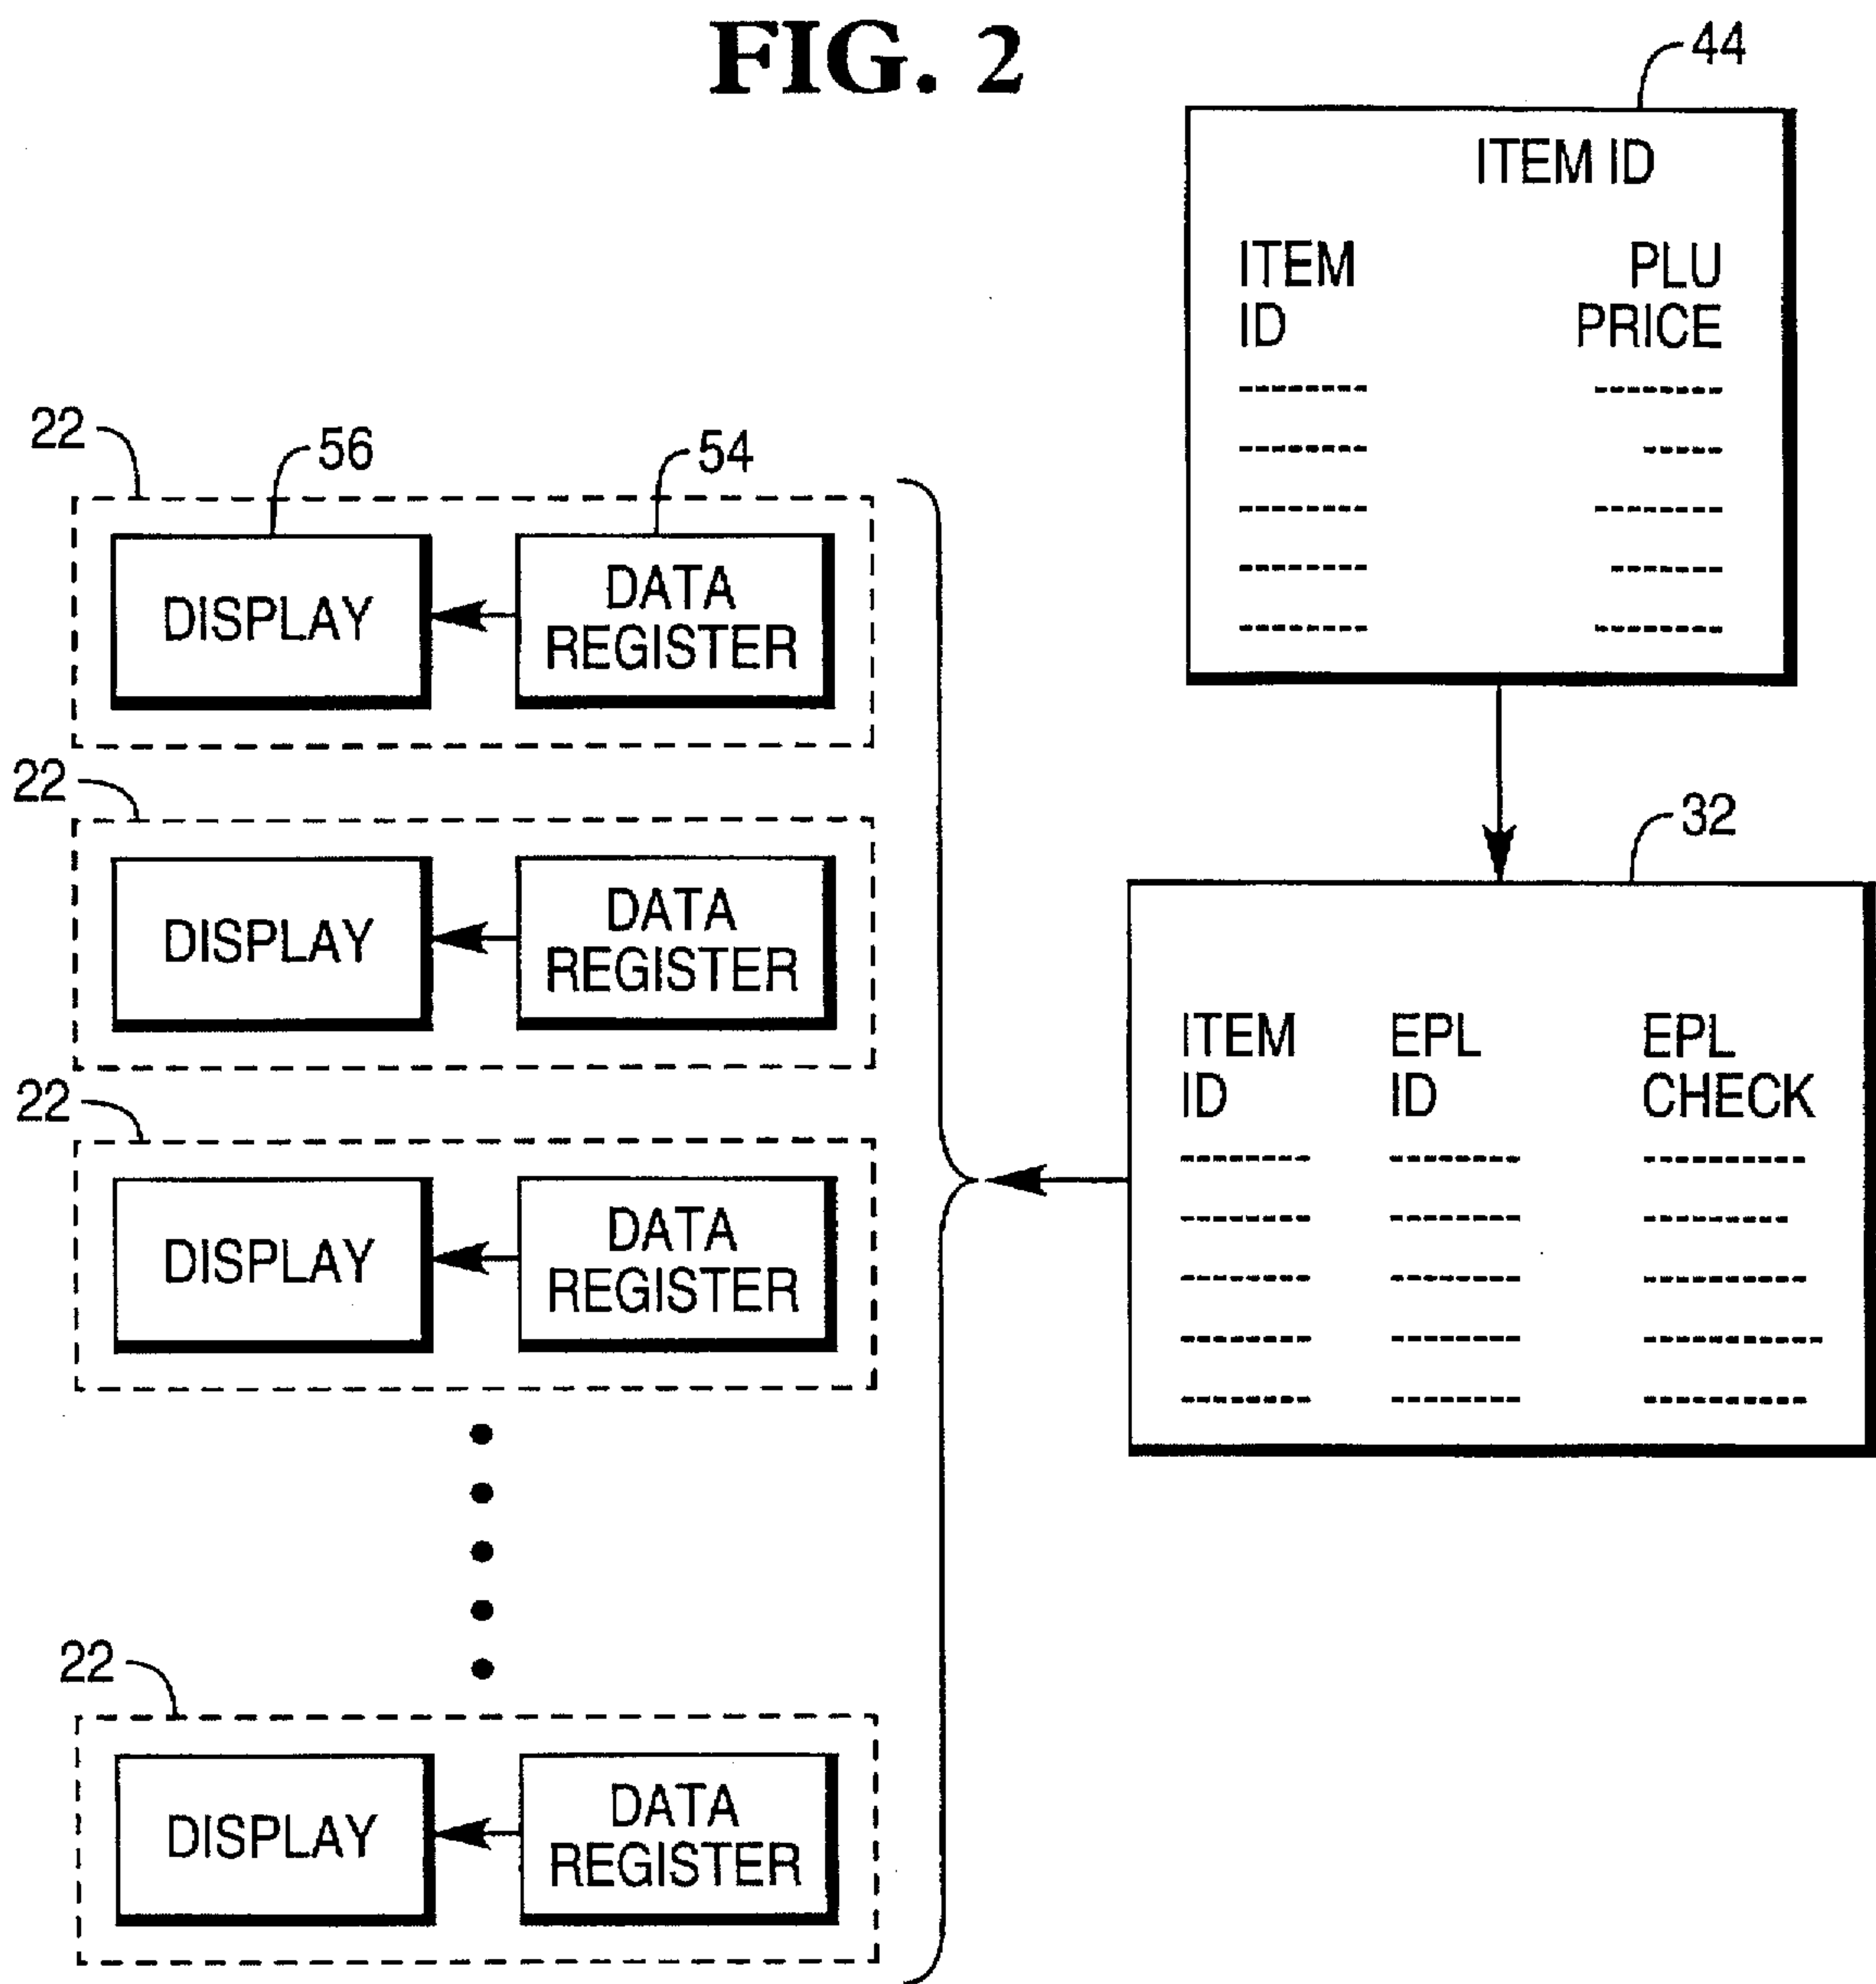 FIG. 2
44
ITEM ID
ITEM PLU
ID PRICE
22
56
54
DISPLAY
DATA
REGISTER
22
DISPLAY
DATA
REGISTER
22
DISPLAY
DATA
REGISTER
22
DISPLAY
DATA
REGISTER
32
ITEM EPL EPL
ID ID CHECK